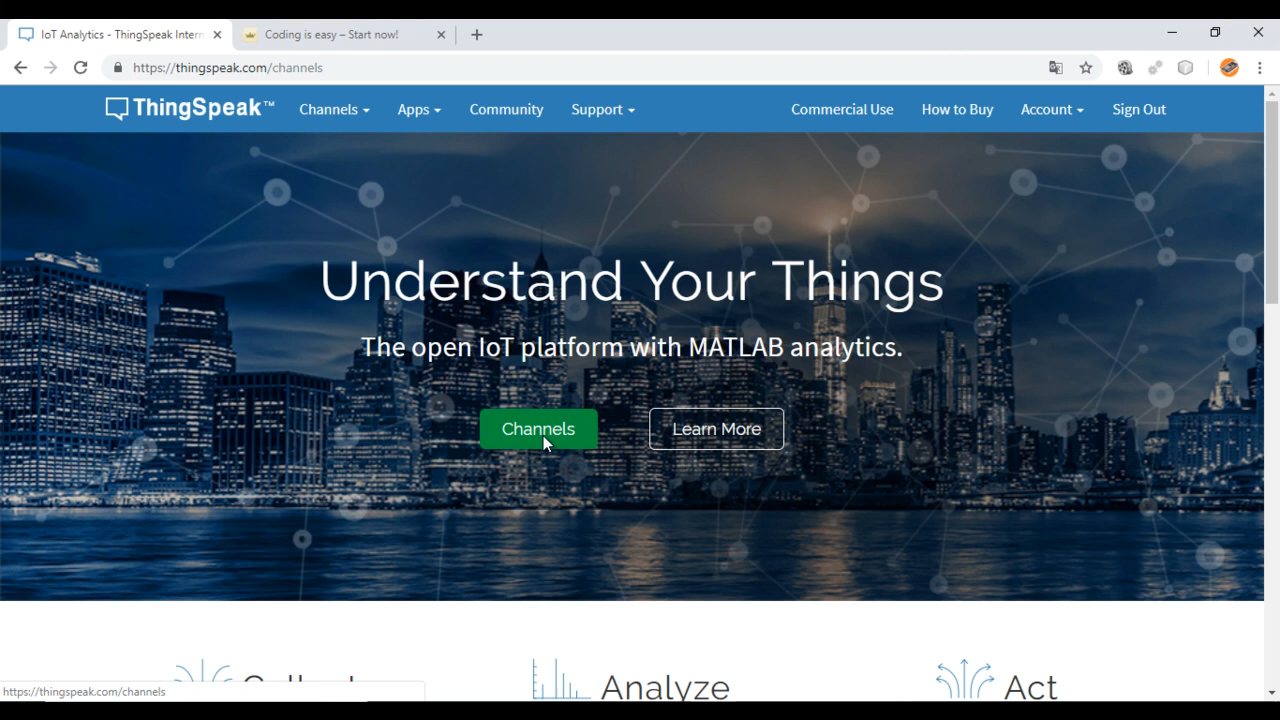 IoT Analytics - ThingSpeak Intern
Coding is easy – Start now!
https://thingspeak.com/channels
ThingSpeak™ Channels Apps Community Support Commercial Use How to Buy Account Sign Out
Understand Your Things
The open IoT platform with MATLAB analytics.
Channels Learn More
Collect Analyze Act
https://thingspeak.com/channels